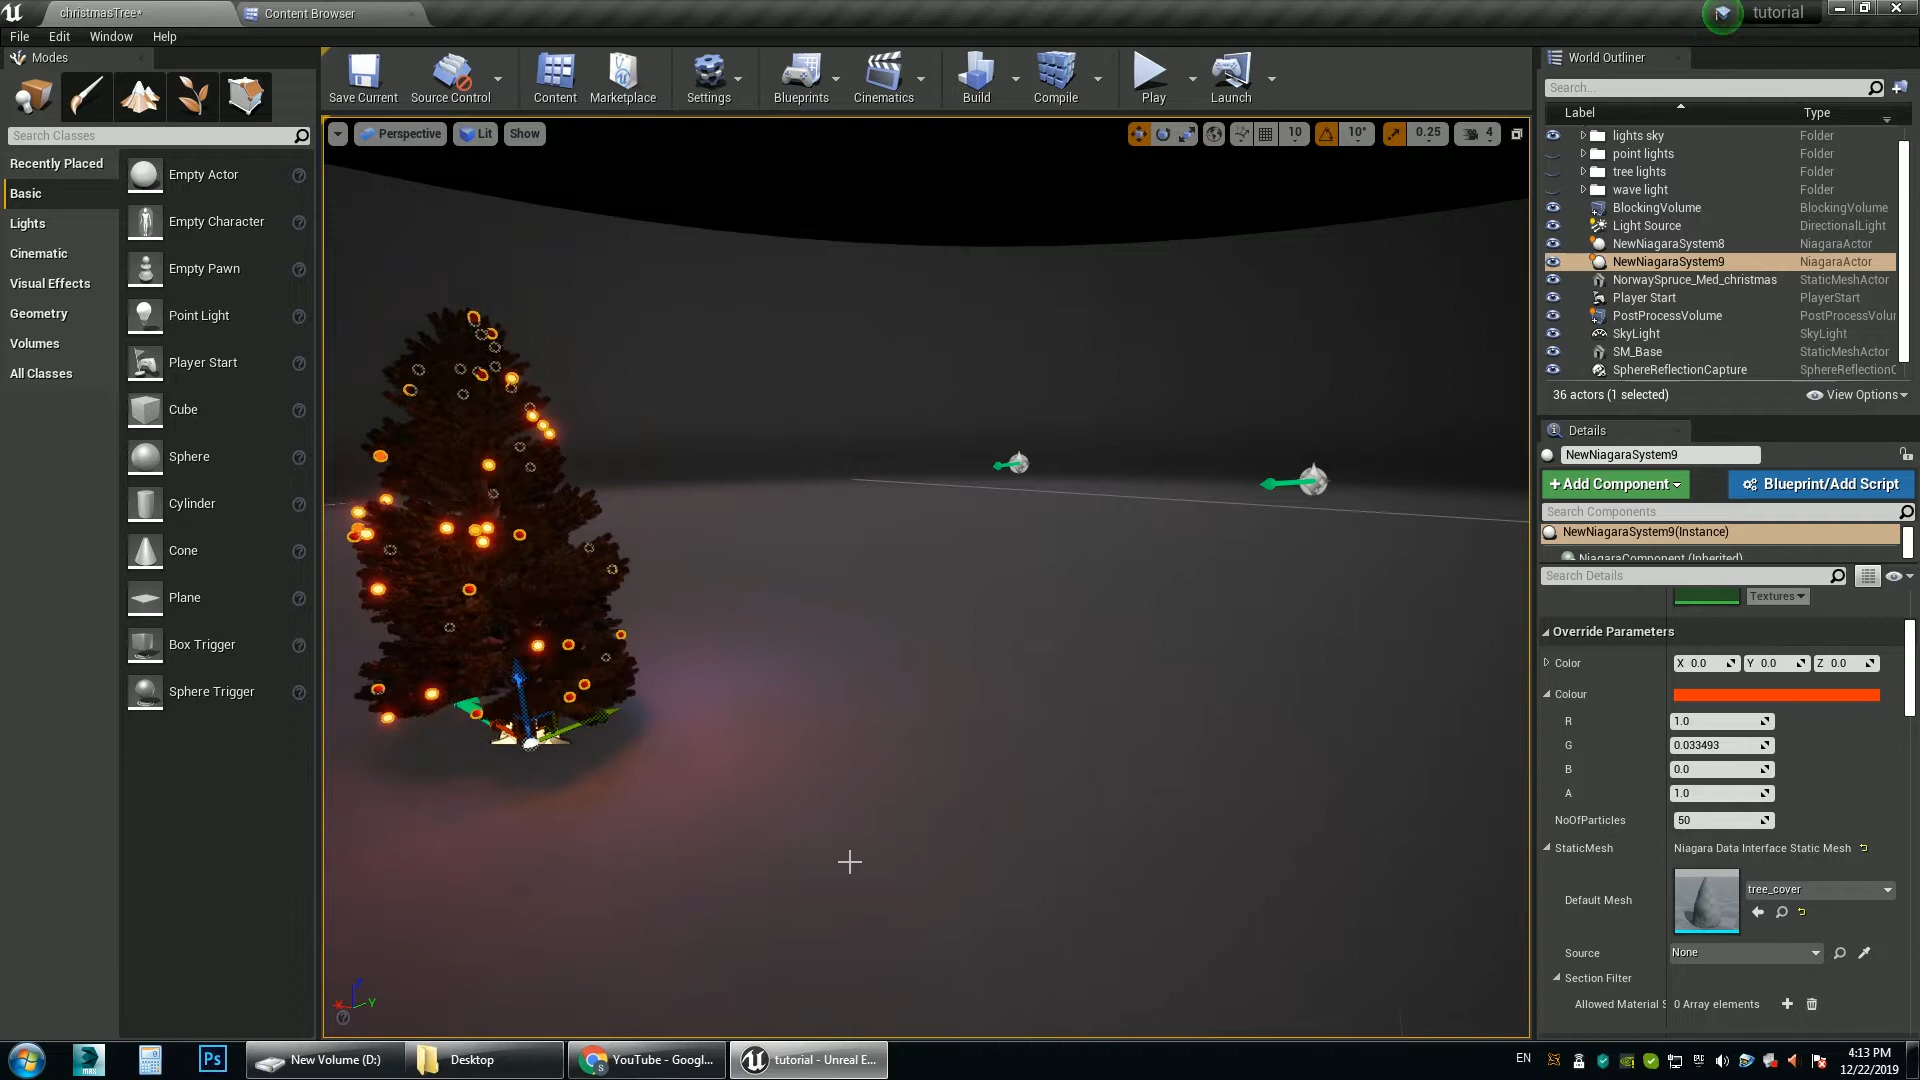 christmasTree*
Content Browser
tutorial
File Edit Window Help
Modes
Save Current
Source Control
Content
Marketplace
Settings
Blueprints
Cinematics
Build
Compile
Play
Launch
World Outliner
Search...
Label Type
Search Classes
Recently Placed
Basic
Lights
Cinematic
Visual Effects
Geometry
Volumes
All Classes
Empty Actor
Empty Character
Empty Pawn
Point Light
Player Start
Cube
Sphere
Cylinder
Cone
Plane
Box Trigger
Sphere Trigger
Perspective Lit Show
10 10° 0.25 4
lights sky Folder
point lights Folder
tree lights Folder
wave light Folder
BlockingVolume BlockingVolume
Light Source DirectionalLight
NewNiagaraSystem8 NiagaraActor
NewNiagaraSystem9 NiagaraActor
NorwaySpruce_Med_christmas StaticMeshActor
Player Start PlayerStart
PostProcessVolume PostProcessVolu
SkyLight SkyLight
SM_Base StaticMeshActor
SphereReflectionCapture SphereReflectionC
36 actors (1 selected) View Options
Details
NewNiagaraSystem9
+Add Component Blueprint/Add Script
Search Components
NewNiagaraSystem9(Instance)
NiagaraComponent (Inherited)
Search Details
Textures
Override Parameters
Color X 0.0 Y 0.0 Z 0.0
Colour
R 1.0
G 0.033493
B 0.0
A 1.0
NoOfParticles 50
StaticMesh Niagara Data Interface Static Mesh
Default Mesh tree_cover
Source None
Section Filter
Allowed Material S 0 Array elements
X Y Z
MAX
Ps
New Volume (D:)
Desktop
YouTube - Googl...
tutorial - Unreal E...
EN
4:13 PM
12/22/2019